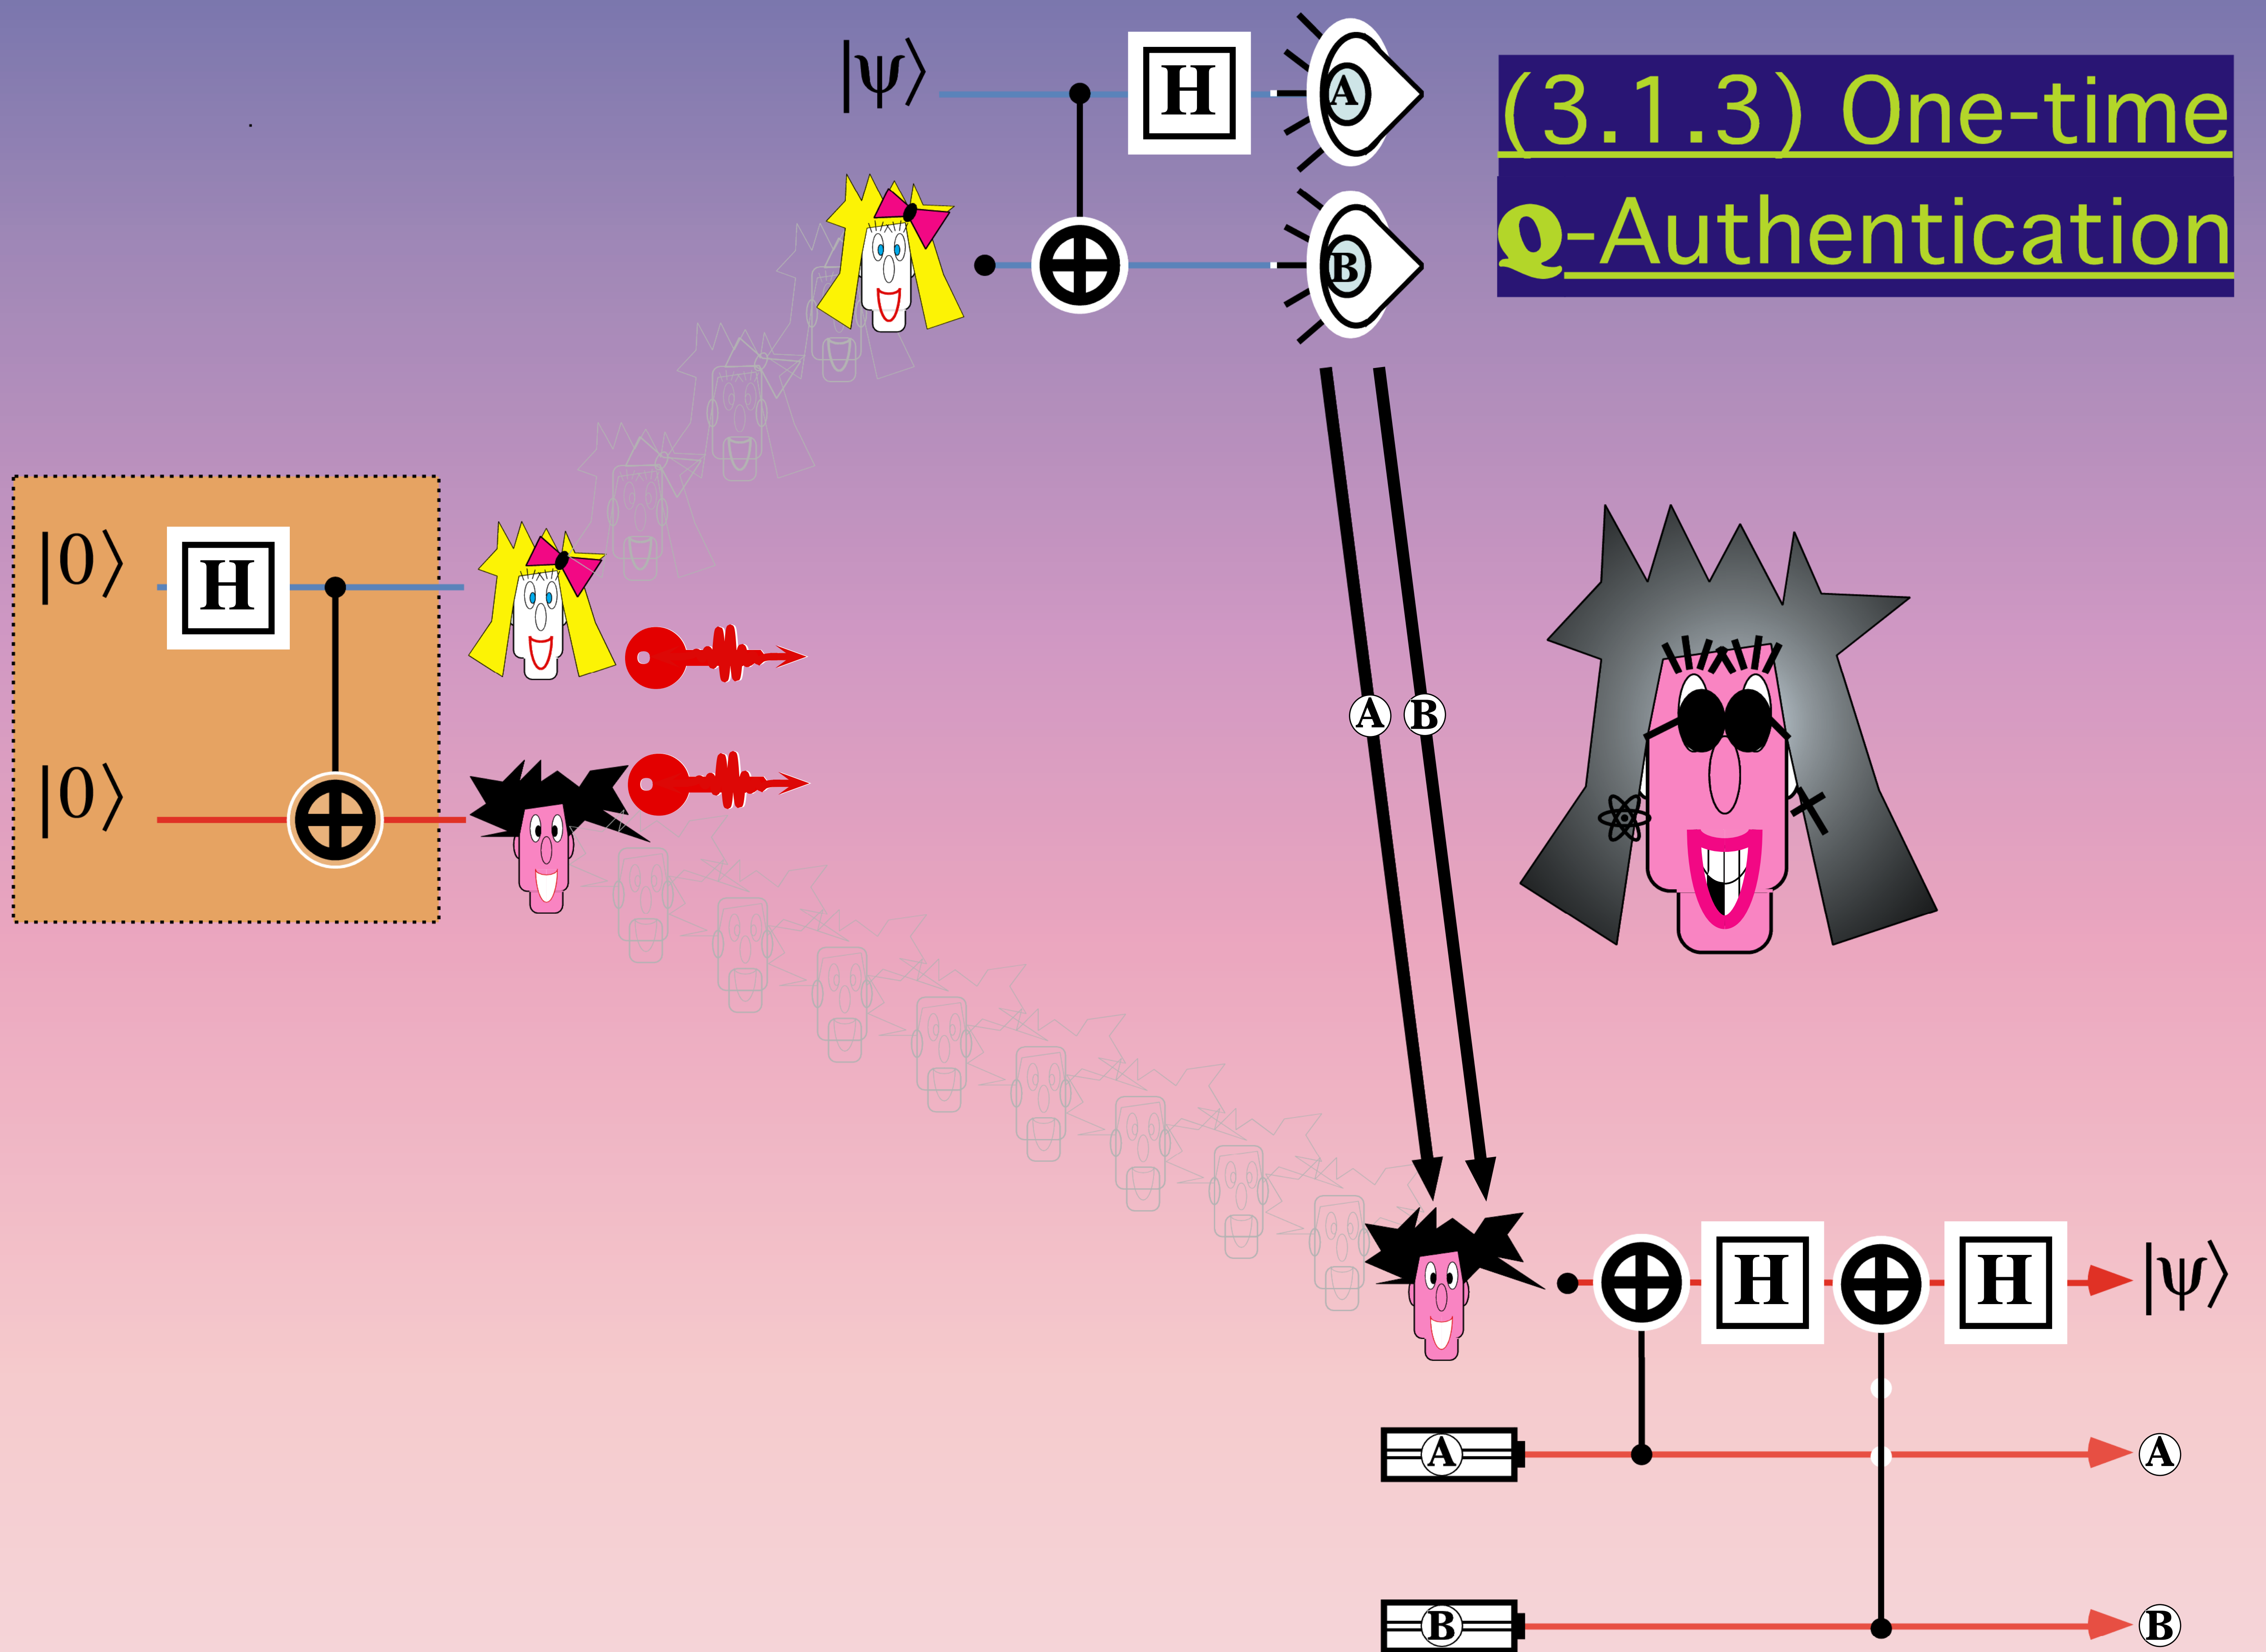 |ψ⟩
H
A
(3.1.3) One-time
B
Q-Authentication
|0⟩
H
|0⟩
A B
H H |ψ⟩
A A
B B